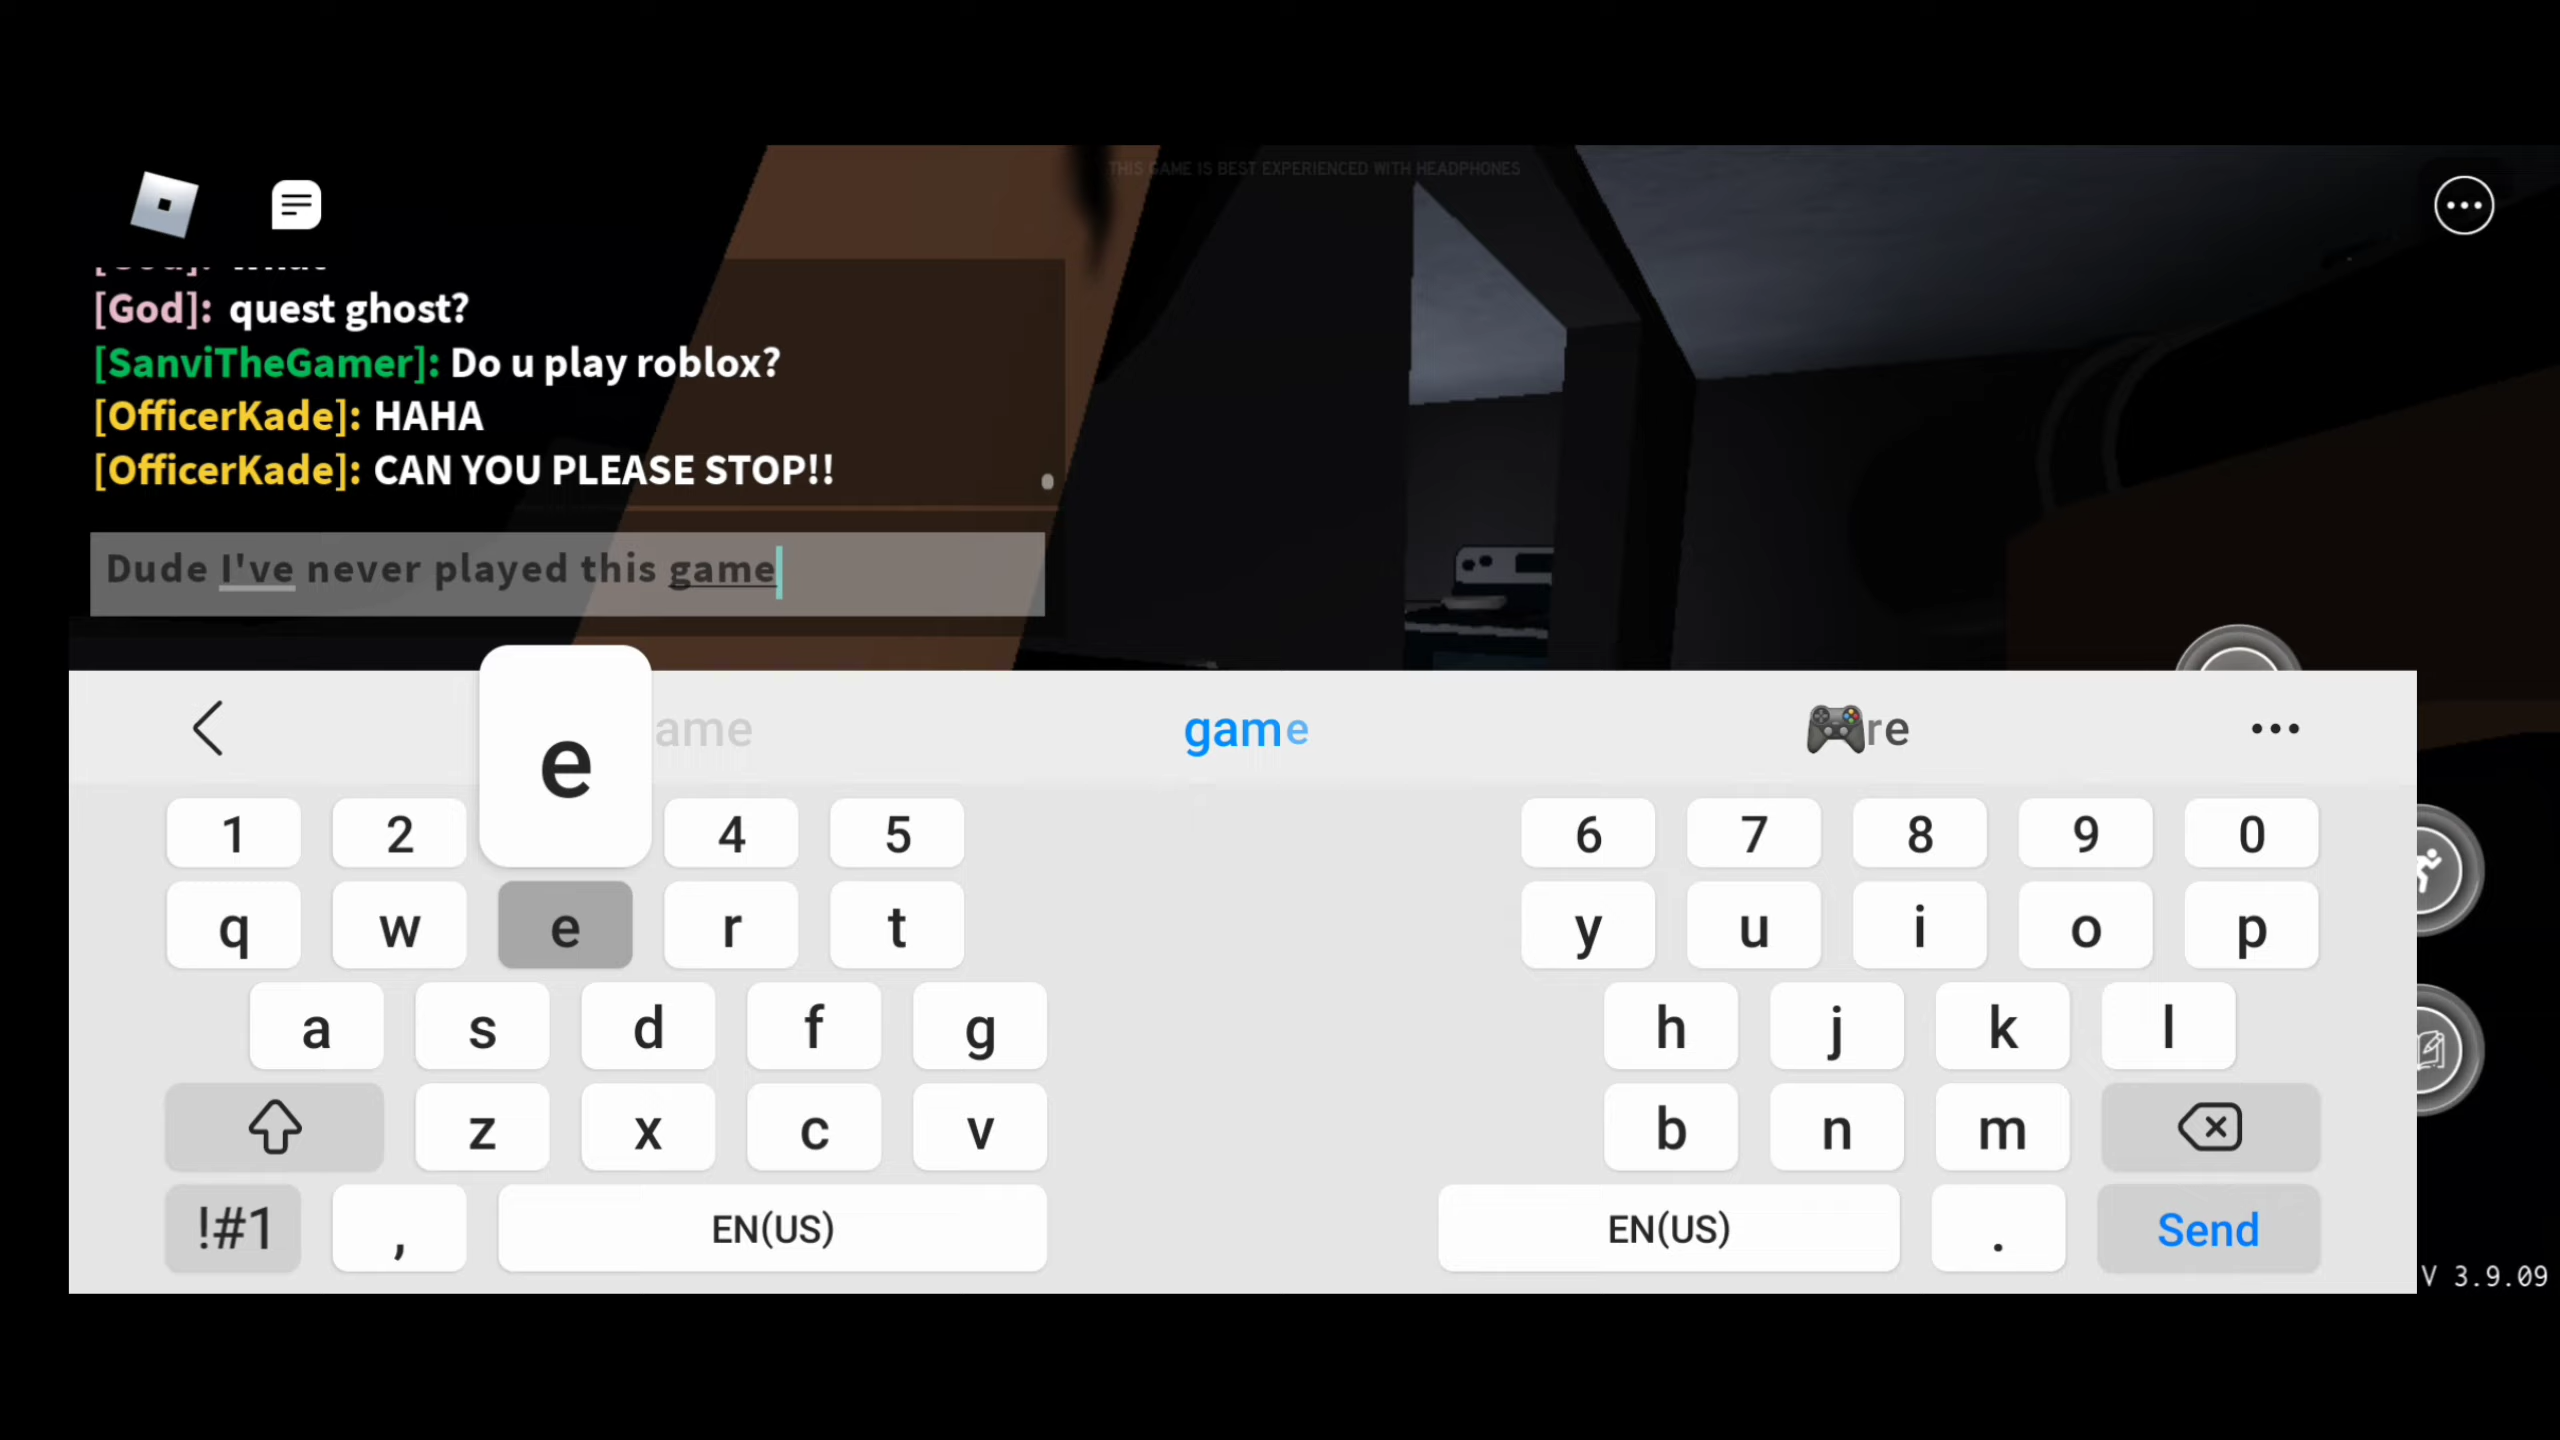 THIS GAME IS BEST EXPERIENCED WITH HEADPHONES
[God]: quest ghost?
[SanviTheGamer]: Do u play roblox?
[OfficerKade]: HAHA
[OfficerKade]: CAN YOU PLEASE STOP!!
Dude I've never played this game
e ame game re
1 2 4 5 6 7 8 9 0
q w e r t y u i o p
a s d f g h j k l
z x c v b n m
!#1 , EN(US) EN(US) . Send
V 3.9.09